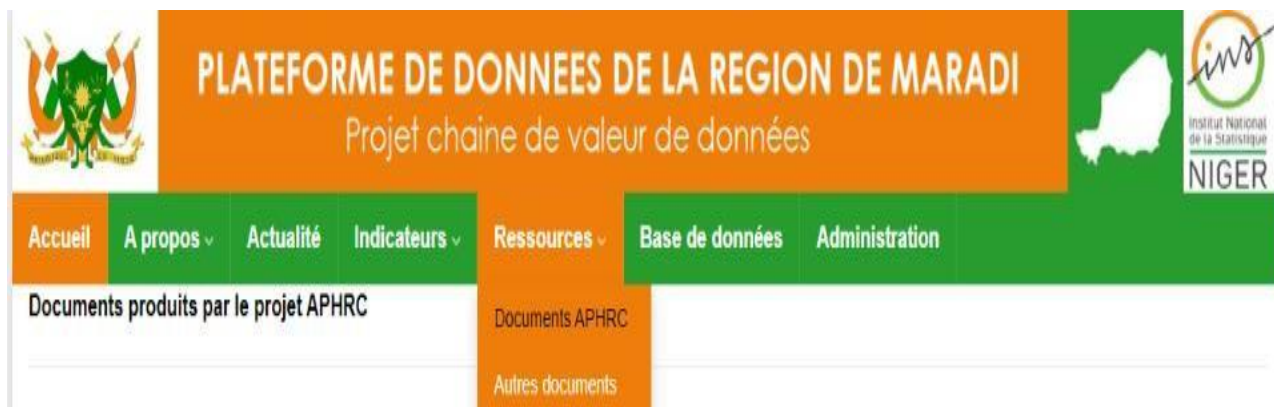 PLATEFORME DE DONNEES DE LA REGION DE MARADI
Projet chaine de valeur de données
ins
Institut National
de la Statistique
NIGER
Accueil A propos Actualité Indicateurs Ressources Base de données Administration
Documents produits par le projet APHRC
Documents APHRC
Autres documents